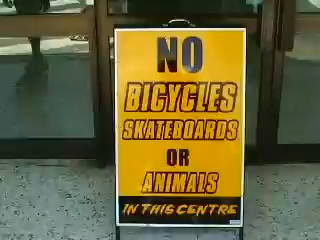 NO
BICYCLES
SKATEBOARDS
OR
ANIMALS
IN THIS CENTRE